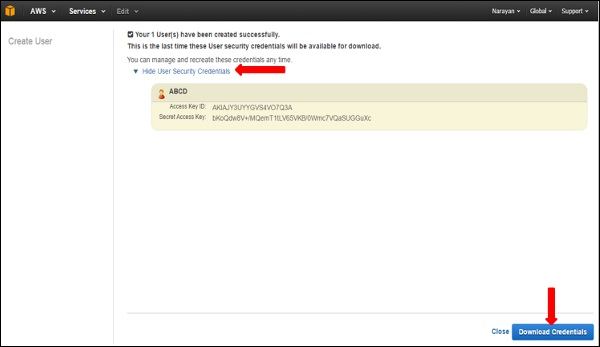 AWS Services Edit Narayan Global Support
Create User
Your 1 User(s) have been created successfully.
This is the last time these User security credentials will be available for download.
You can manage and recreate these credentials any time.
Hide User Security Credentials
ABCD
Access Key ID: AKIAJY3UYYGVS4VO7Q3A
Secret Access Key:
Close Download Credentials